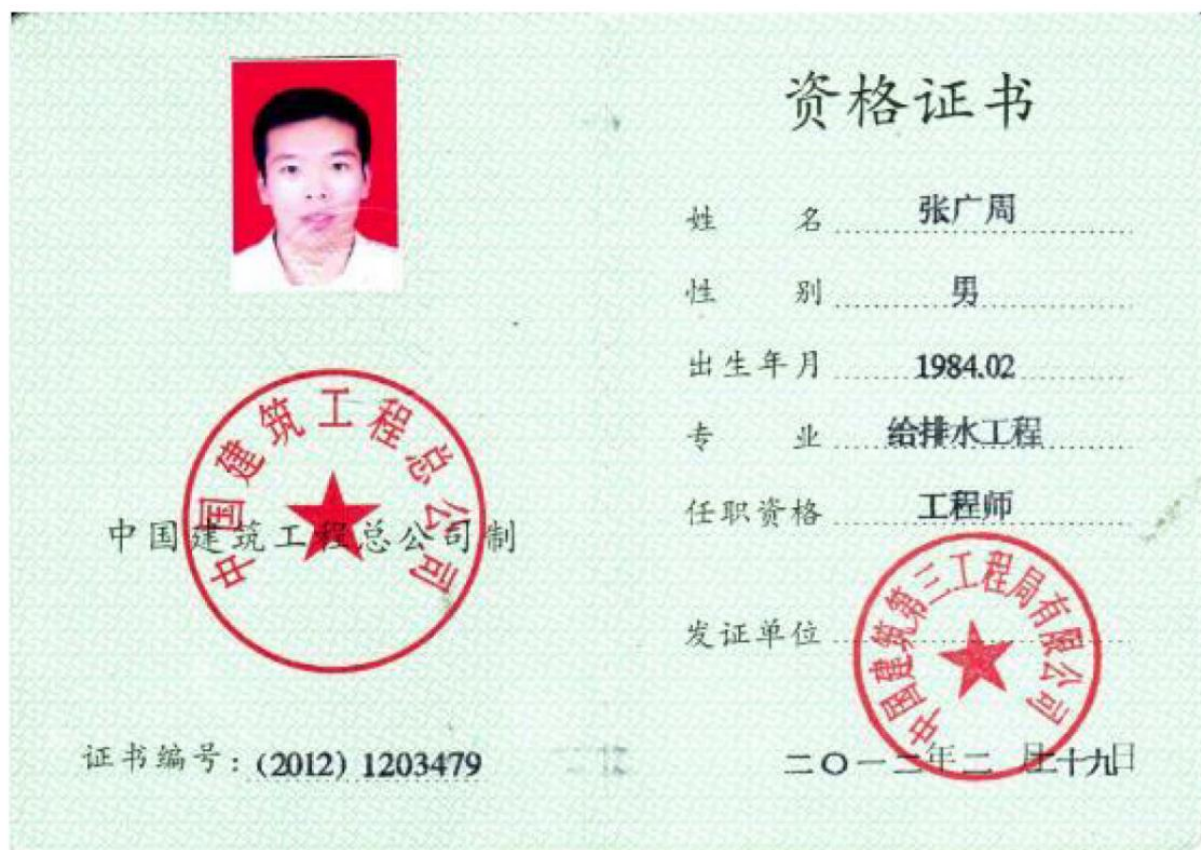 中国建筑工程总公司
中国建筑工程总公司制
证书编号：(2012) 1203479
资格证书
姓名 张广周
性别 男
出生年月 1984.02
专业 给排水工程
任职资格 工程师
发证单位
中国建筑第三工程局有限公司
二〇一二年二月二十九日